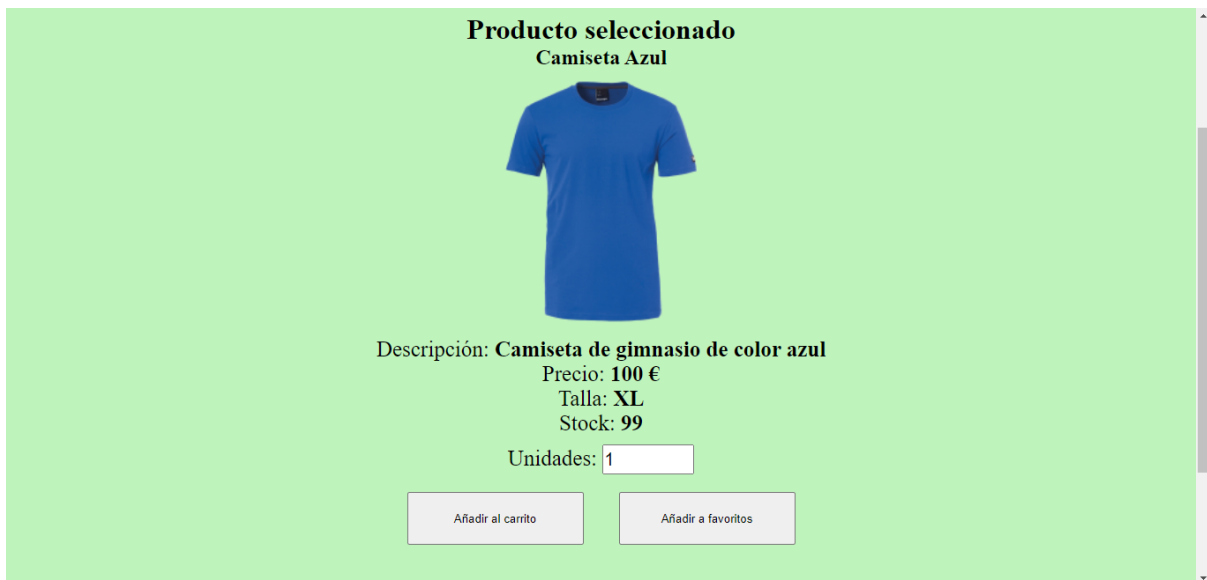 Producto seleccionado
Camiseta Azul
Descripción: Camiseta de gimnasio de color azul
Precio: 100 €
Talla: XL
Stock: 99
Unidades: 1
Añadir al carrito Añadir a favoritos